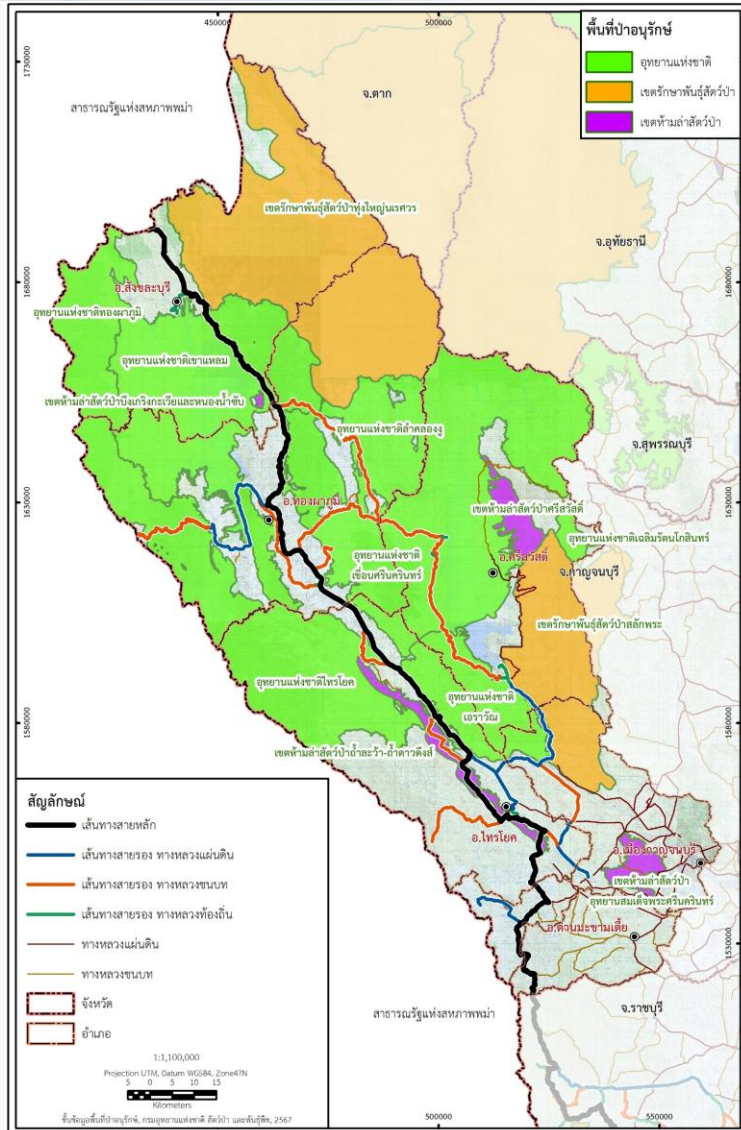 450000
500000
1730000
1730000
พื้นที่ป่าอนุรักษ์
อุทยานแห่งชาติ
เขตรักษาพันธุ์สัตว์ป่า
เขตห้ามล่าสัตว์ป่า
จ.ตาก
สาธารณรัฐแห่งสหภาพพม่า
เขตรักษาพันธุ์สัตว์ป่าทุ่งใหญ่นเรศวร
จ.อุทัยธานี
1680000
1680000
อ.สังขละบุรี
อุทยานแห่งชาติทองผาภูมิ
อุทยานแห่งชาติเขาแหลม
เขตห้ามล่าสัตว์ป่าบึงเกริงกะเวียและหนองน้ำซับ
อุทยานแห่งชาติลำคลองงู
จ.สุพรรณบุรี
1630000
1630000
อ.ทองผาภูมิ
เขตห้ามล่าสัตว์ป่าศรีสวัสดิ์
อุทยานแห่งชาติเฉลิมรัตนโกสินทร์
อุทยานแห่งชาติ
เขื่อนศรีนครินทร์
อ.ศรีสวัสดิ์
จ.กาญจนบุรี
เขตรักษาพันธุ์สัตว์ป่าสลักพระ
อุทยานแห่งชาติไทรโยค
อุทยานแห่งชาติ
เอราวัณ
1580000
1580000
เขตห้ามล่าสัตว์ป่าถ้ำละว้า-ถ้ำดาวดึงส์
อ.ไทรโยค
อ.เมืองกาญจนบุรี
เขตห้ามล่าสัตว์ป่า
อุทยานสมเด็จพระศรีนครินทร์
อ.ด่านมะขามเตี้ย
1530000
จ.ราชบุรี
สาธารณรัฐแห่งสหภาพพม่า
สัญลักษณ์
เส้นทางสายหลัก
เส้นทางสายรอง ทางหลวงแผ่นดิน
เส้นทางสายรอง ทางหลวงชนบท
เส้นทางสายรอง ทางหลวงท้องถิ่น
ทางหลวงแผ่นดิน
ทางหลวงชนบท
จังหวัด
อำเภอ
1:1,100,000
Projection UTM, Datum WGS84, Zone47N
5 0 5 10 15
Kilometers
ชั้นข้อมูลพื้นที่ป่าอนุรักษ์, กรมอุทยานแห่งชาติ สัตว์ป่า และพันธุ์พืช, 2567
500000
550000